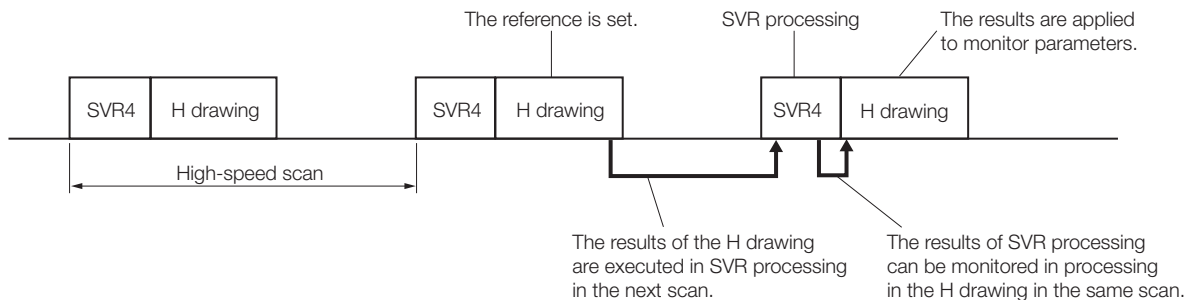 The reference is set.
SVR processing
The results are applied
to monitor parameters.
SVR4
H drawing
SVR4
H drawing
SVR4
H drawing
High-speed scan
The results of the H drawing
are executed in SVR processing
in the next scan.
The results of SVR processing
can be monitored in processing
in the H drawing in the same scan.